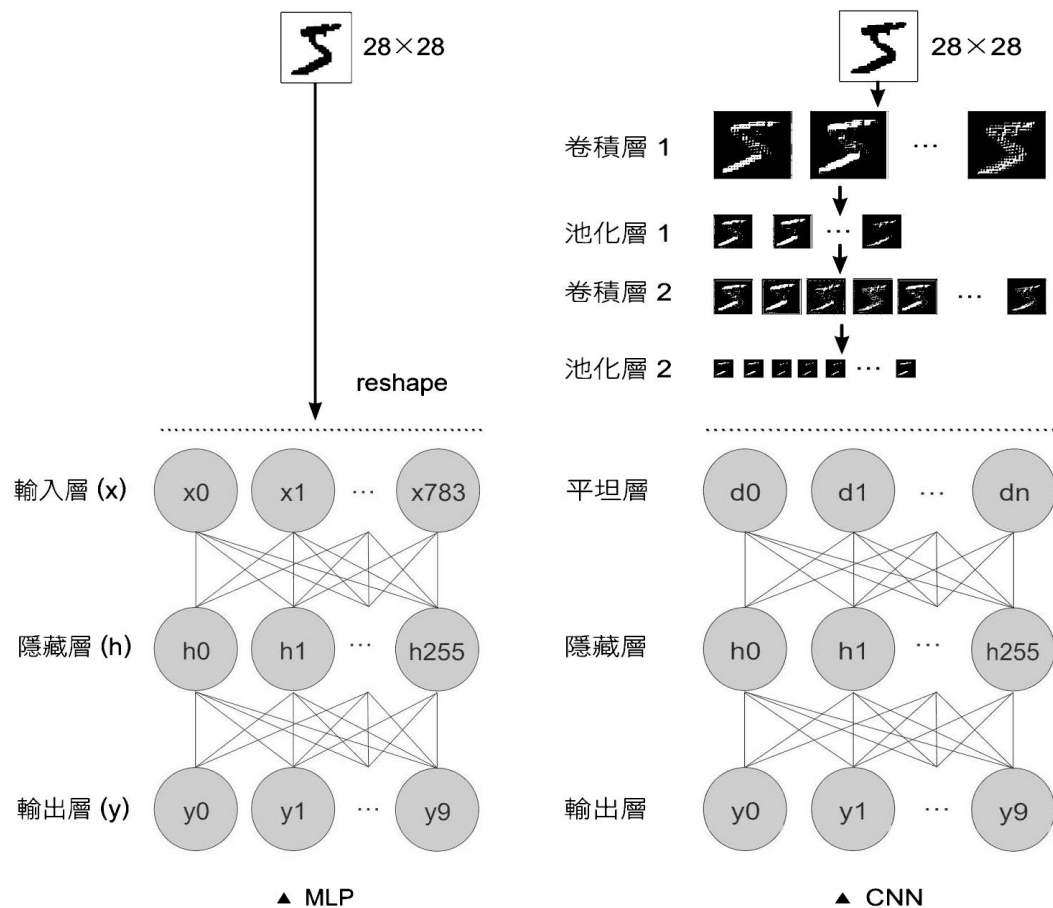 28×28
reshape
輸入層 (x)
x0 x1 … x783
隱藏層 (h)
h0 h1 … h255
輸出層 (y)
y0 y1 … y9
▲ MLP
28×28
卷積層 1
…
池化層 1
…
卷積層 2
…
池化層 2
…
平坦層
d0 d1 … dn
隱藏層
h0 h1 … h255
輸出層
y0 y1 … y9
▲ CNN